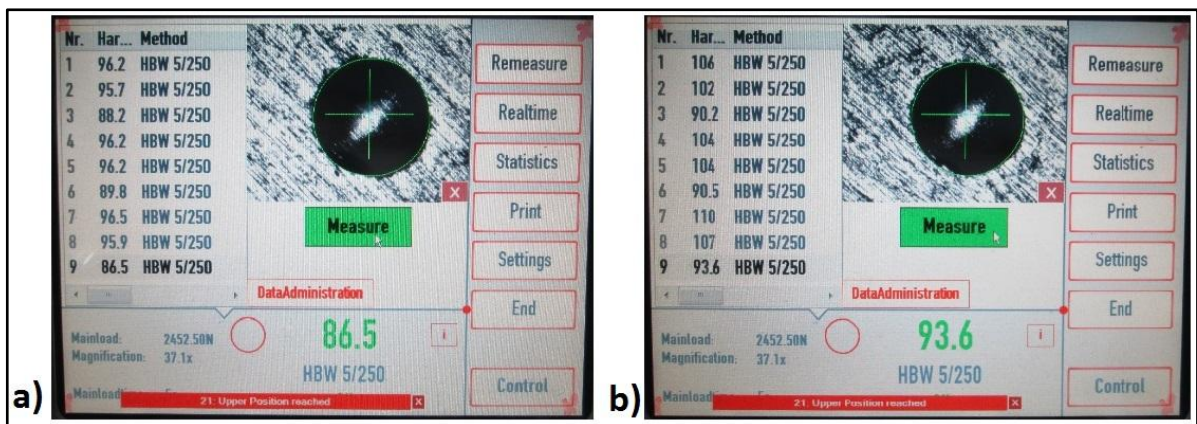 Nr. Har... Method
1 96.2 HBW 5/250
2 95.7 HBW 5/250
3 88.2 HBW 5/250
4 96.2 HBW 5/250
5 96.2 HBW 5/250
6 89.8 HBW 5/250
7 96.5 HBW 5/250
8 95.9 HBW 5/250
9 86.5 HBW 5/250
X
Measure
DataAdministration
Remeasure
Realtime
Statistics
Print
Settings
End
Control
Mainload: 2452.50N
Magnification: 37.1x
86.5
i
HBW 5/250
21: Upper Position reached X
a)
Nr. Har... Method
1 106 HBW 5/250
2 102 HBW 5/250
3 90.2 HBW 5/250
4 104 HBW 5/250
5 104 HBW 5/250
6 90.5 HBW 5/250
7 110 HBW 5/250
8 107 HBW 5/250
9 93.6 HBW 5/250
X
Measure
DataAdministration
Remeasure
Realtime
Statistics
Print
Settings
End
Control
Mainload: 2452.50N
Magnification: 37.1x
93.6
i
HBW 5/250
21: Upper Position reached X
b)